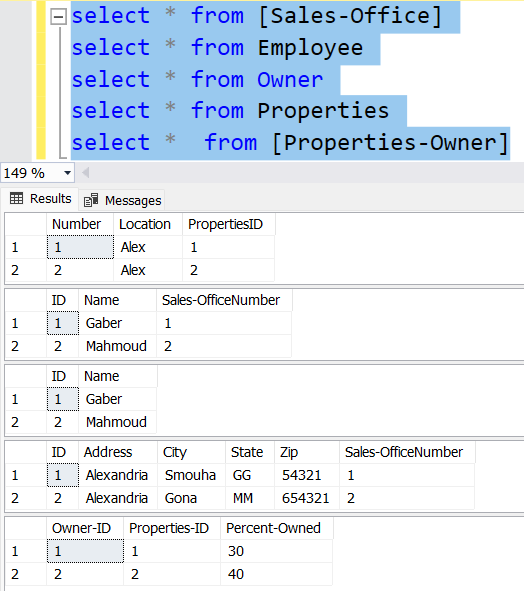 select * from [Sales-Office]
select * from Employee
select * from Owner
select * from Properties
select *  from [Properties-Owner]
149 %
Results Messages
Number Location PropertiesID
1 1 Alex 1
2 2 Alex 2
ID Name Sales-OfficeNumber
1 1 Gaber 1
2 2 Mahmoud 2
ID Name
1 1 Gaber
2 2 Mahmoud
ID Address City State Zip Sales-OfficeNumber
1 1 Alexandria Smouha GG 54321 1
2 2 Alexandria Gona MM 654321 2
Owner-ID Properties-ID Percent-Owned
1 1 1 30
2 2 2 40